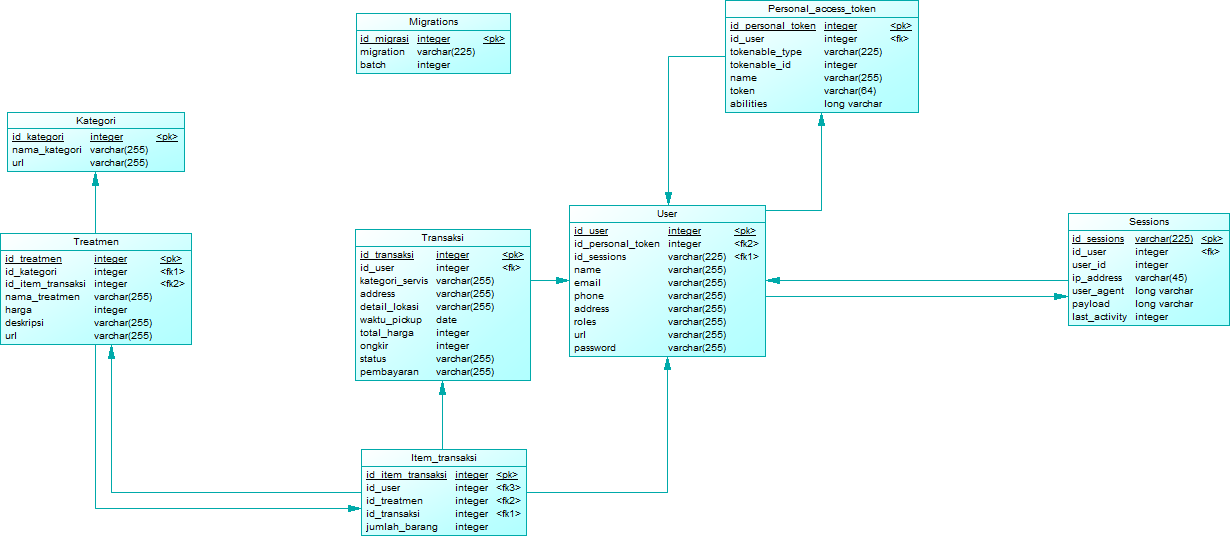 Migrations
id_migrasi integer <pk>
migration varchar(225)
batch integer
Personal_access_token
id_personal_token integer <pk>
id_user integer <fk>
tokenable_type varchar(225)
tokenable_id integer
name varchar(255)
token varchar(64)
abilities long varchar
Kategori
id_kategori integer <pk>
nama_kategori varchar(255)
url varchar(255)
Treatmen
id_treatmen integer <pk>
id_kategori integer <fk1>
id_item_transaksi integer <fk2>
nama_treatmen varchar(255)
harga integer
deskripsi varchar(255)
url varchar(255)
Transaksi
id_transaksi integer <pk>
id_user integer <fk>
kategori_servis varchar(255)
address varchar(255)
detail_lokasi varchar(255)
waktu_pickup date
total_harga integer
ongkir integer
status varchar(255)
pembayaran varchar(255)
User
id_user integer <pk>
id_personal_token integer <fk2>
id_sessions varchar(225) <fk1>
name varchar(255)
email varchar(255)
phone varchar(255)
address varchar(255)
roles varchar(255)
url varchar(255)
password varchar(255)
Sessions
id_sessions varchar(225) <pk>
id_user integer <fk>
user_id integer
ip_address varchar(45)
user_agent long varchar
payload long varchar
last_activity integer
Item_transaksi
id_item_transaksi integer <pk>
id_user integer <fk3>
id_treatmen integer <fk2>
id_transaksi integer <fk1>
jumlah_barang integer